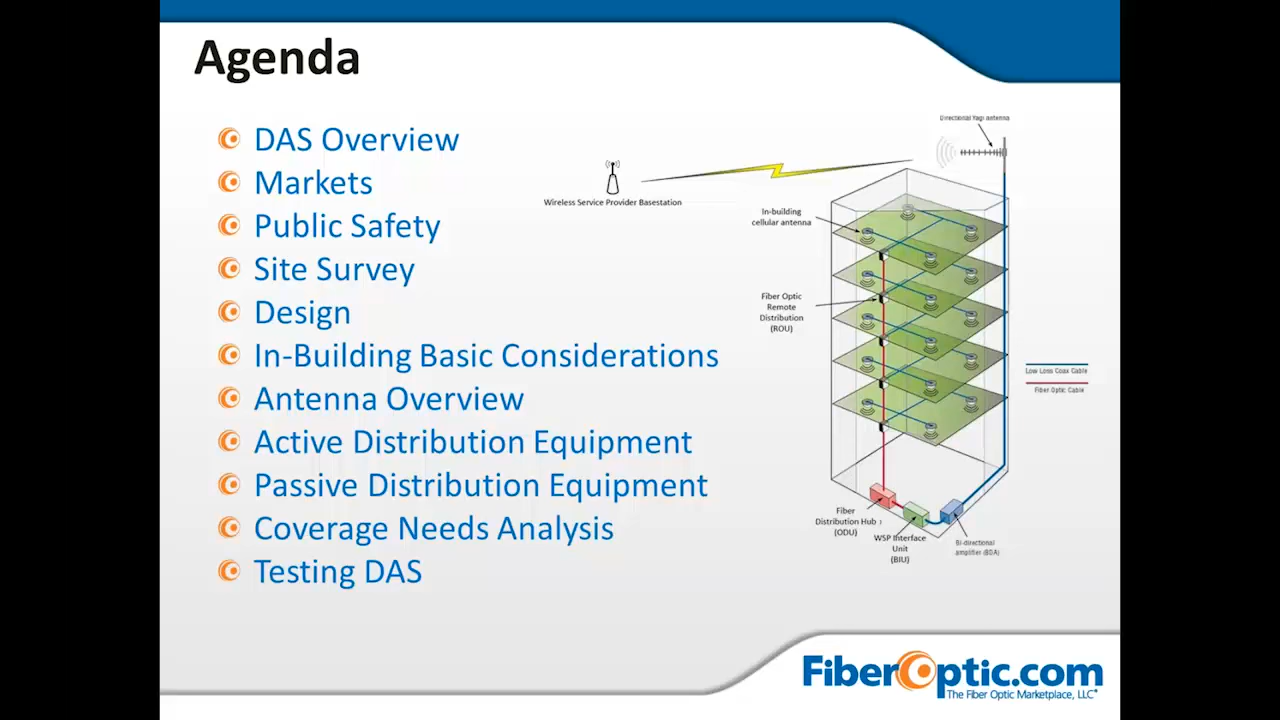 Agenda
DAS Overview
Markets
Public Safety
Site Survey
Design
In-Building Basic Considerations
Antenna Overview
Active Distribution Equipment
Passive Distribution Equipment
Coverage Needs Analysis
Testing DAS
Directional Yagi antenna
Wireless Service Provider Basestation
In-building
cellular antenna
Fiber Optic
Remote
Distribution
(ROU)
Low Loss Coax Cable
Fiber Optic Cable
Fiber
Distribution Hub
(ODU)
WSP Interface
Unit
(BIU)
Bi-directional
amplifier (BDA)
FiberOptic.com
The Fiber Optic Marketplace, LLC